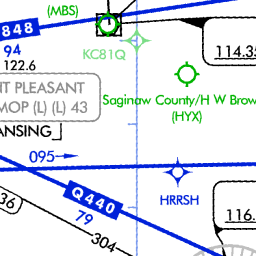 (MBS)
848
94
122.6
KC81Q
114.35
NT PLEASANT
MOP (L) (L) 43
Saginaw County/H W Brow
(HYX)
ANSING
095
HRRSH
Q440
36
79
304
116.